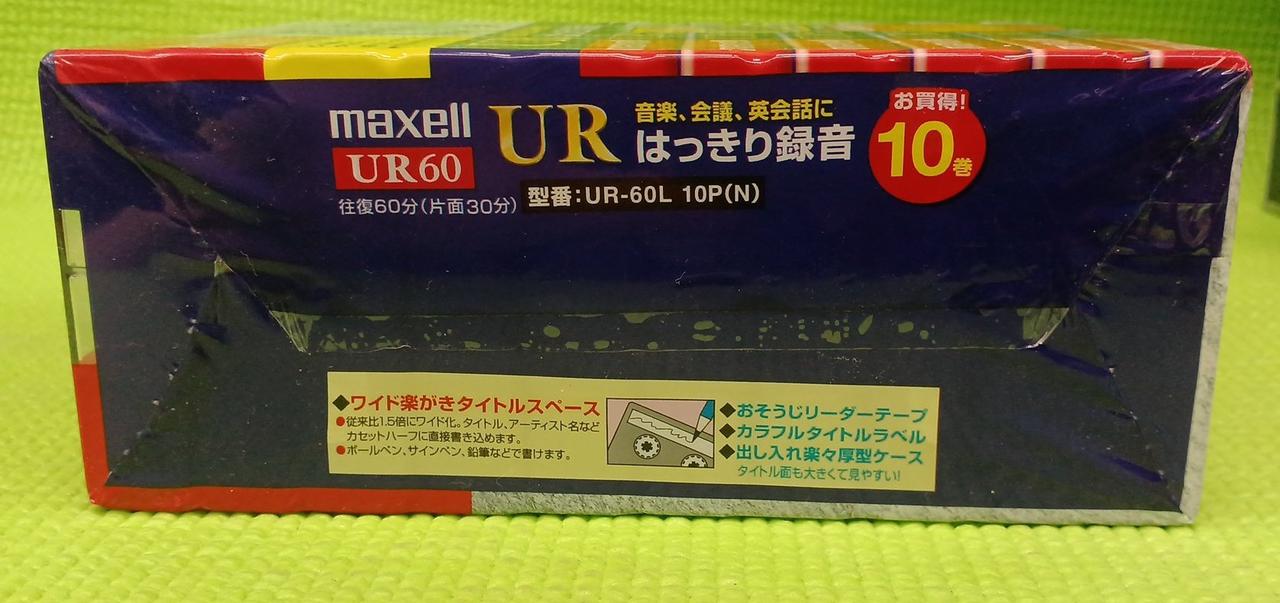 maxell
UR60
往復60分(片面30分)
UR
音楽、会議、英会話に
はっきり録音
型番:UR-60L 10P(N)
お買得!
10巻
◆ワイド楽がきタイトルスペース
●従来比1.5倍にワイド化。タイトル、アーティスト名など
カセットハーフに直接書き込めます。
●ボールペン、サインペン、鉛筆などで書けます。
◆おそうじリーダーテープ
◆カラフルタイトルラベル
◆出し入れ楽々厚型ケース
タイトル面も大きくて見やすい!